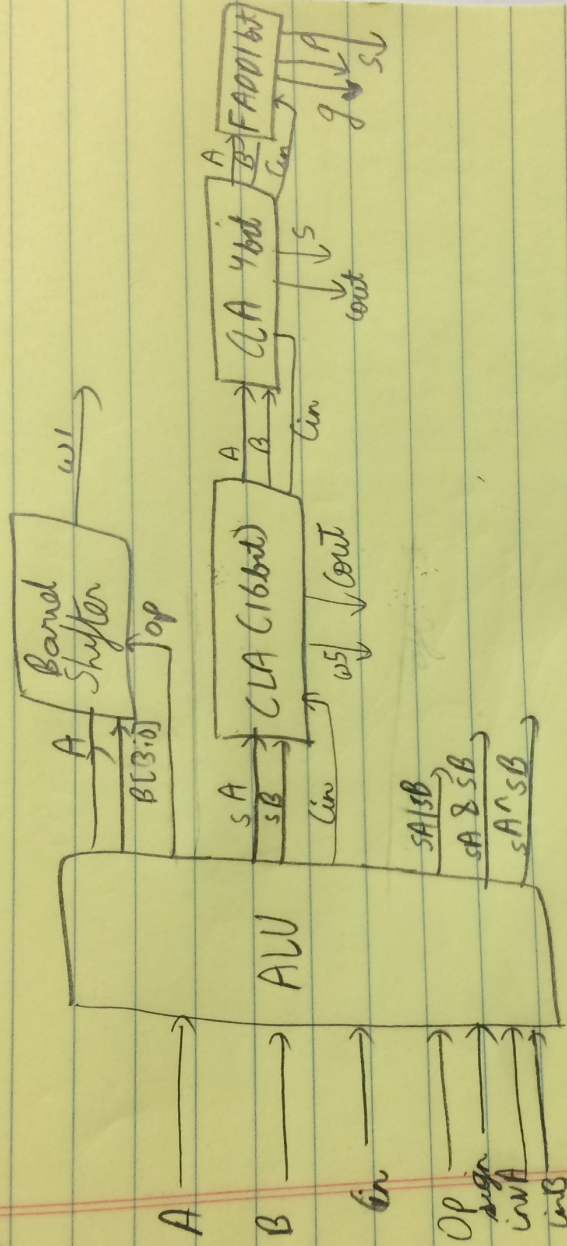 A
B
Cin
Op
sign
invA
invB
ALU
A
B[3:0]
Op
Barrel
Shifter
w1
sA
sB
Cin
CLA (16bit)
w5
Cout
A
B
Cin
CLA 4bit
S
Cout
A
B
Cin
FADD1bit
g
P
S
sA|sB
sA & sB
sA^sB